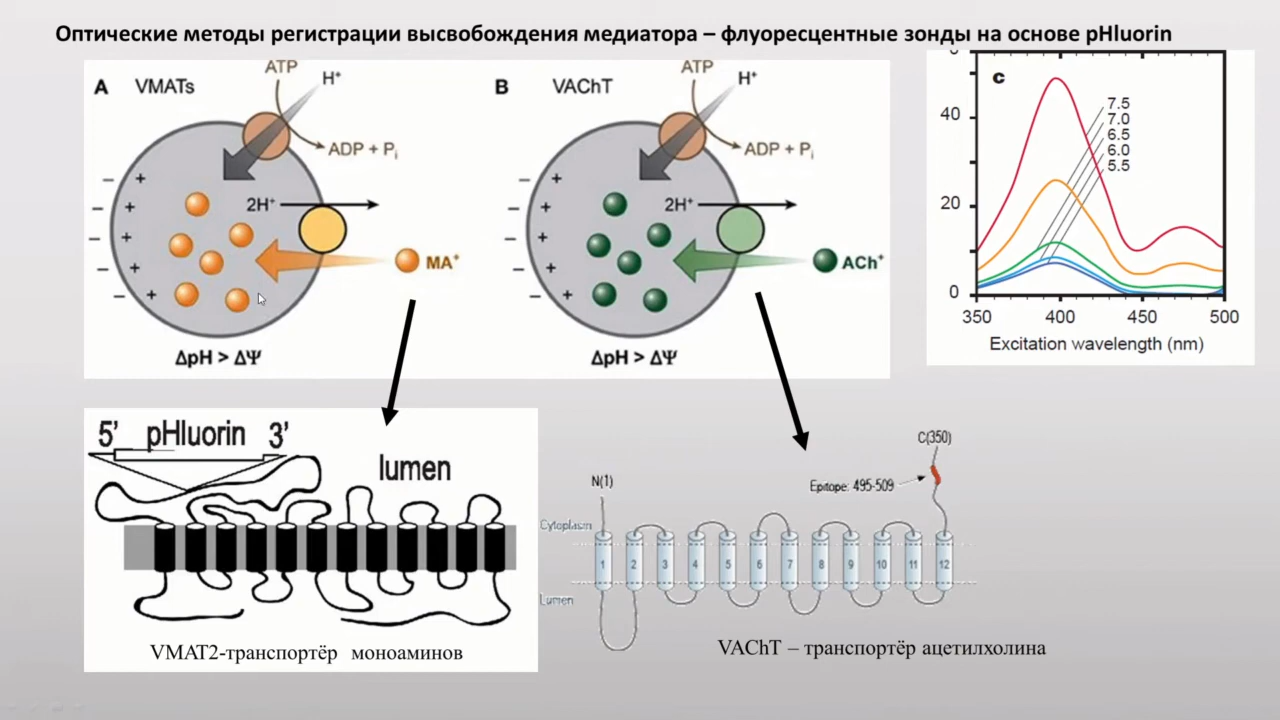 Оптические методы регистрации высвобождения медиатора – флуоресцентные зонды на основе pHluorin
A VMATs
ATP
H⁺
ADP + Pᵢ
2H⁺
MA⁺
− + − + − + − + − +
ΔpH > ΔΨ
B VAChT
ATP
H⁺
ADP + Pᵢ
2H⁺
ACh⁺
− + − + − + − + − +
ΔpH > ΔΨ
c
7.5
7.0
6.5
6.0
5.5
40
20
0
350 400 450 500
Excitation wavelength (nm)
5’ pHluorin 3’
lumen
VMAT2-транспортёр моноаминов
C(350)
N(1)
Epitope: 495-509
Cytoplasm
1 2 3 4 5 6 7 8 9 10 11 12
Lumen
VAChT – транспортёр ацетилхолина